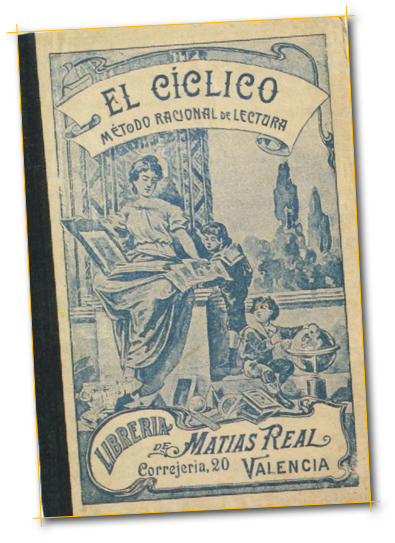 EL CÍCLICO
MÉTODO RACIONAL DE LECTURA
LIBRERIA
DE MATIAS REAL
Correjeria, 20 VALENCIA